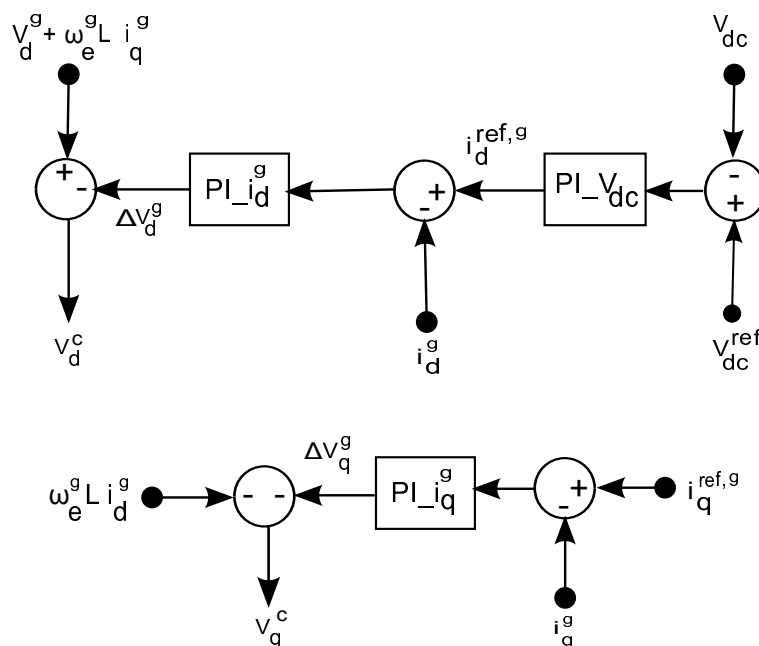 V_d^g + ω_e^g L i_q^g
V_dc
+
-
ΔV_d^g
PI_i_d^g
+
-
i_d^ref,g
PI_V_dc
-
+
V_d^c
i_d^g
V_dc^ref
ω_e^g L i_d^g
-
-
ΔV_q^g
PI_i_q^g
+
-
i_q^ref,g
V_q^c
i_q^g